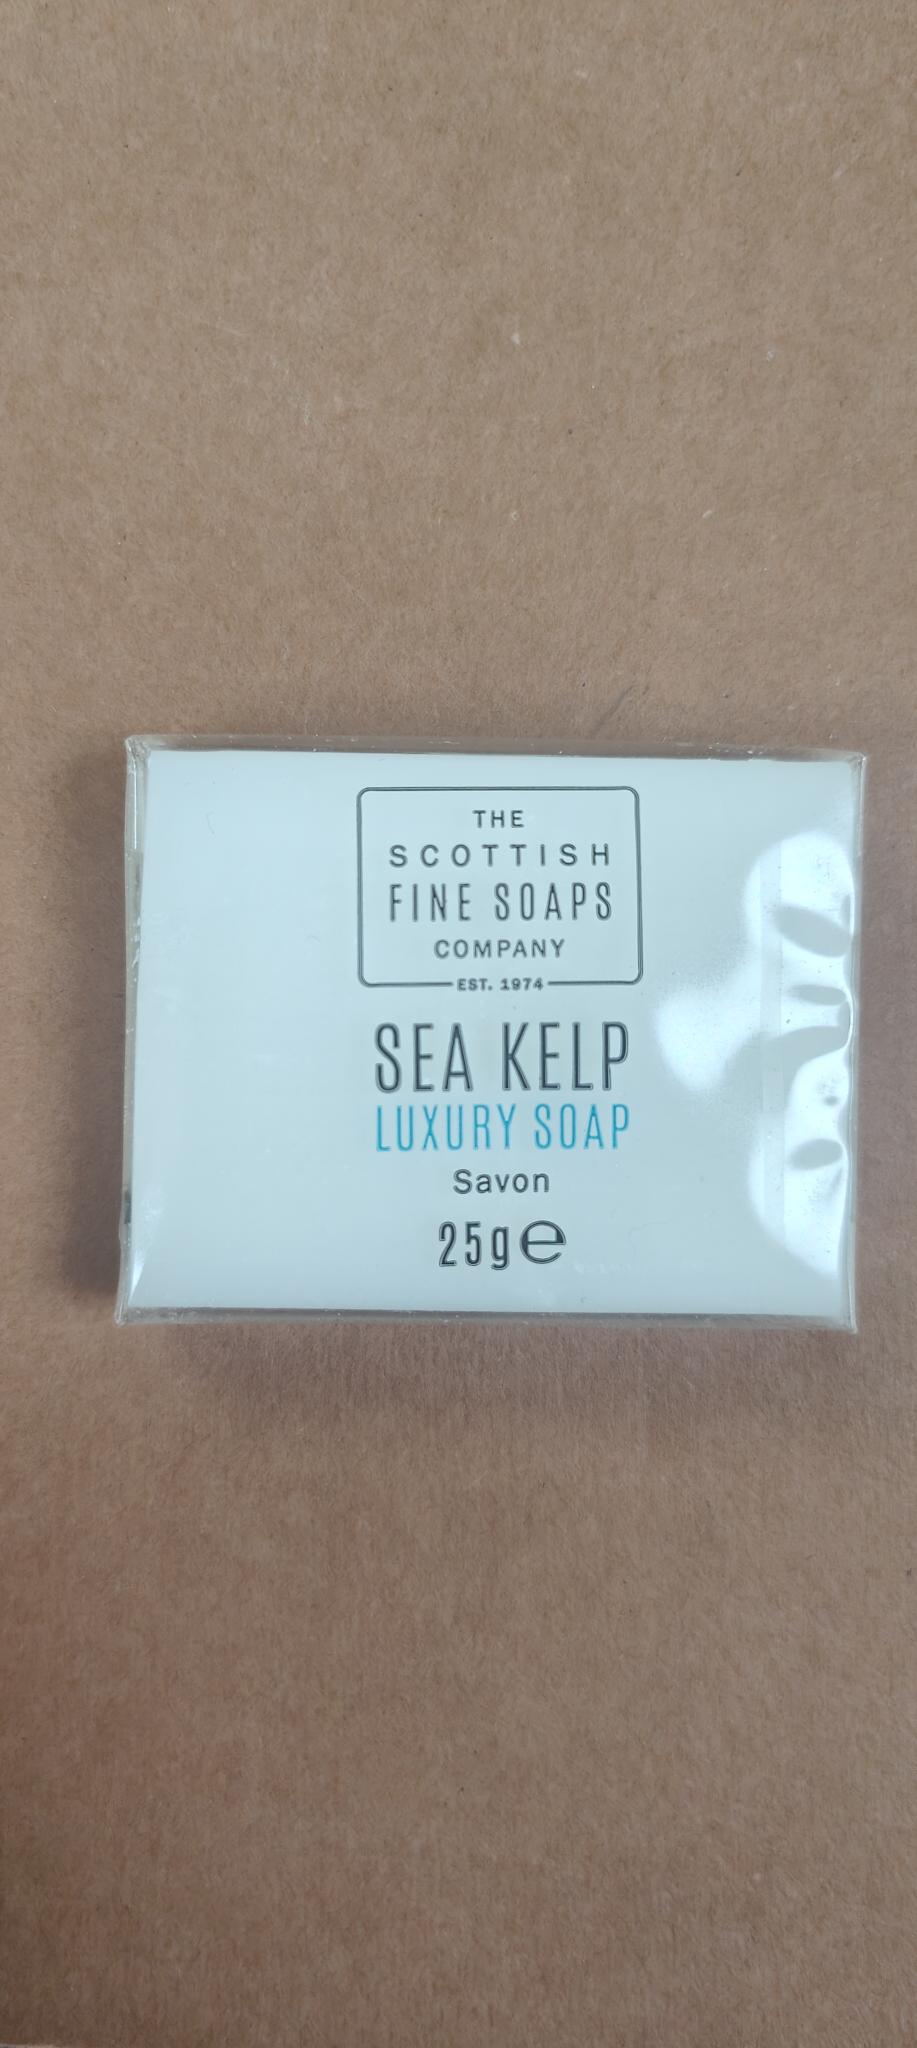 THE
SCOTTISH
FINE SOAPS
COMPANY
EST. 1974
SEA KELP
LUXURY SOAP
Savon
25g℮